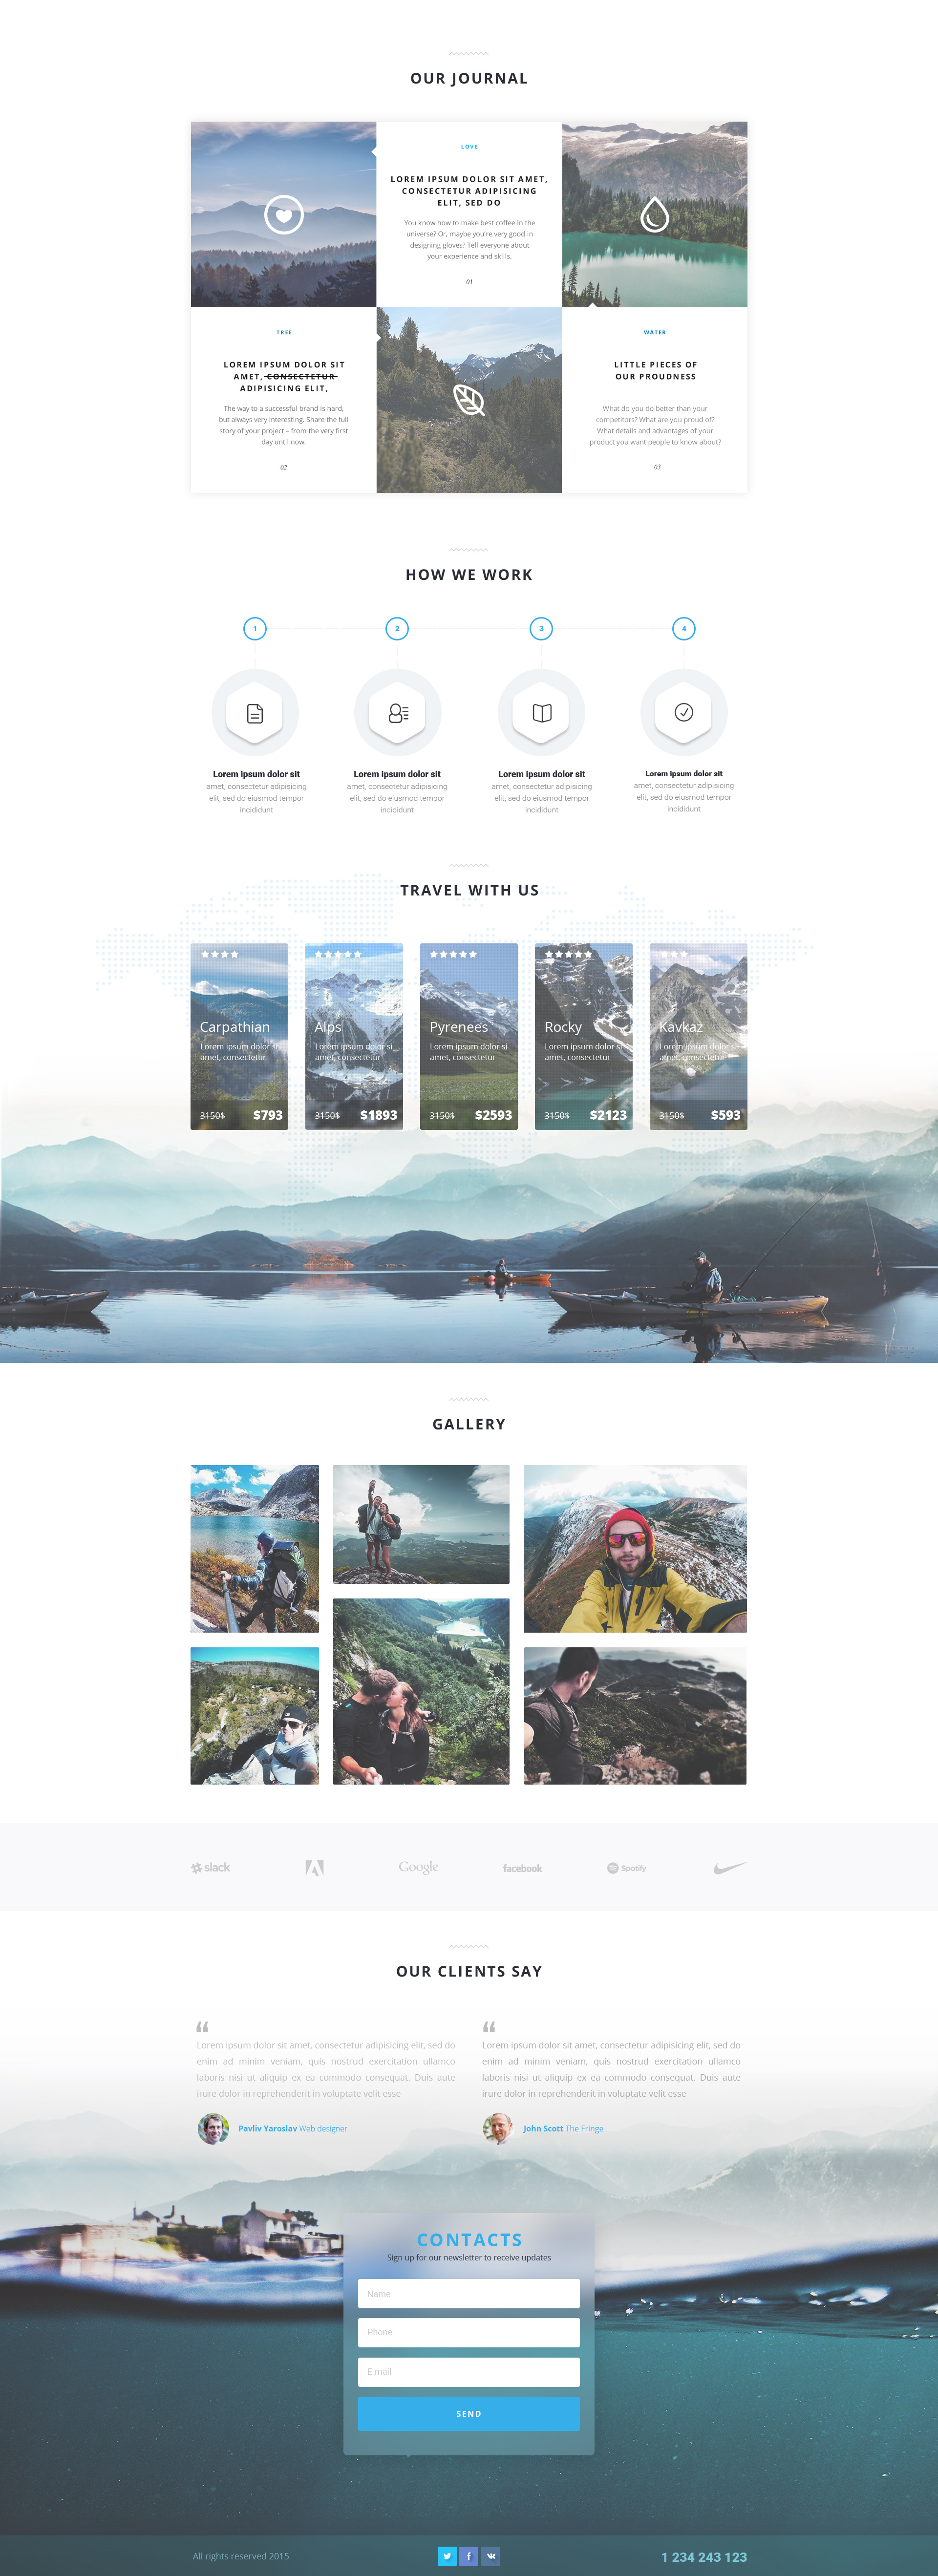 OUR JOURNAL
LOVE
LOREM IPSUM DOLOR SIT AMET,
CONSECTETUR ADIPISICING
ELIT, SED DO
You know how to make best coffee in the
universe? Or, maybe you're very good in
designing gloves? Tell everyone about
your experience and skills.
01
TREE
LOREM IPSUM DOLOR SIT
AMET, CONSECTETUR
ADIPISICING ELIT,
The way to a successful brand is hard,
but always very interesting. Share the full
story of your project – from the very first
day until now.
02
WATER
LITTLE PIECES OF
OUR PROUDNESS
What do you do better than your
competitors? What are you proud of?
What details and advantages of your
product you want people to know about?
03
HOW WE WORK
1
2
3
4
Lorem ipsum dolor sit
amet, consectetur adipisicing
elit, sed do eiusmod tempor
incididunt
Lorem ipsum dolor sit
amet, consectetur adipisicing
elit, sed do eiusmod tempor
incididunt
Lorem ipsum dolor sit
amet, consectetur adipisicing
elit, sed do eiusmod tempor
incididunt
Lorem ipsum dolor sit
amet, consectetur adipisicing
elit, sed do eiusmod tempor
incididunt
TRAVEL WITH US
Carpathian
Lorem ipsum dolor si
amet, consectetur
3150$ $793
Alps
Lorem ipsum dolor si
amet, consectetur
3150$ $1893
Pyrenees
Lorem ipsum dolor si
amet, consectetur
3150$ $2593
Rocky
Lorem ipsum dolor si
amet, consectetur
3150$ $2123
Kavkaz
Lorem ipsum dolor si
amet, consectetur
3150$ $593
GALLERY
slack
Google
facebook
Spotify
OUR CLIENTS SAY
“
Lorem ipsum dolor sit amet, consectetur adipisicing elit, sed do
enim ad minim veniam, quis nostrud exercitation ullamco
laboris nisi ut aliquip ex ea commodo consequat. Duis aute
irure dolor in reprehenderit in voluptate velit esse
Pavliv Yaroslav Web designer
“
Lorem ipsum dolor sit amet, consectetur adipisicing elit, sed do
enim ad minim veniam, quis nostrud exercitation ullamco
laboris nisi ut aliquip ex ea commodo consequat. Duis aute
irure dolor in reprehenderit in voluptate velit esse
John Scott The Fringe
CONTACTS
Sign up for our newsletter to receive updates
Name
Phone
E-mail
SEND
All rights reserved 2015
1 234 243 123